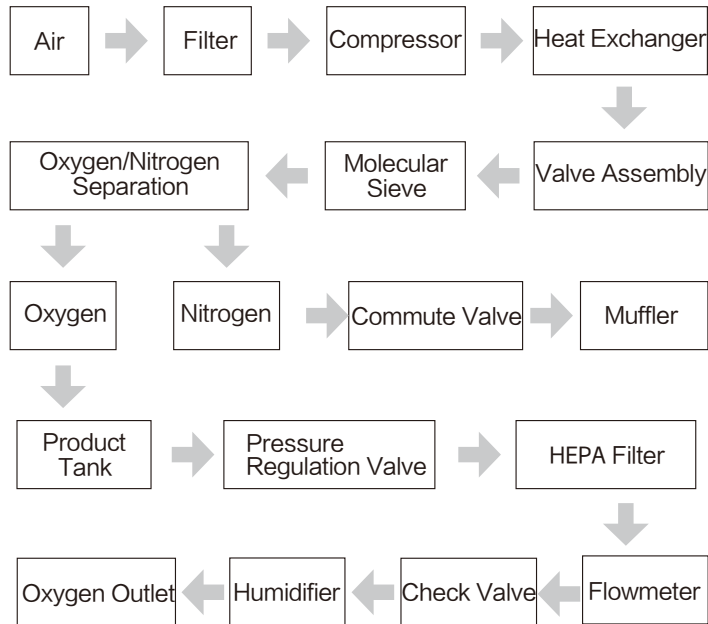 Air
Filter
Compressor
Heat Exchanger
Oxygen/Nitrogen
Separation
Molecular
Sieve
Valve Assembly
Oxygen
Nitrogen
Commute Valve
Muffler
Product
Tank
Pressure
Regulation Valve
HEPA Filter
Oxygen Outlet
Humidifier
Check Valve
Flowmeter